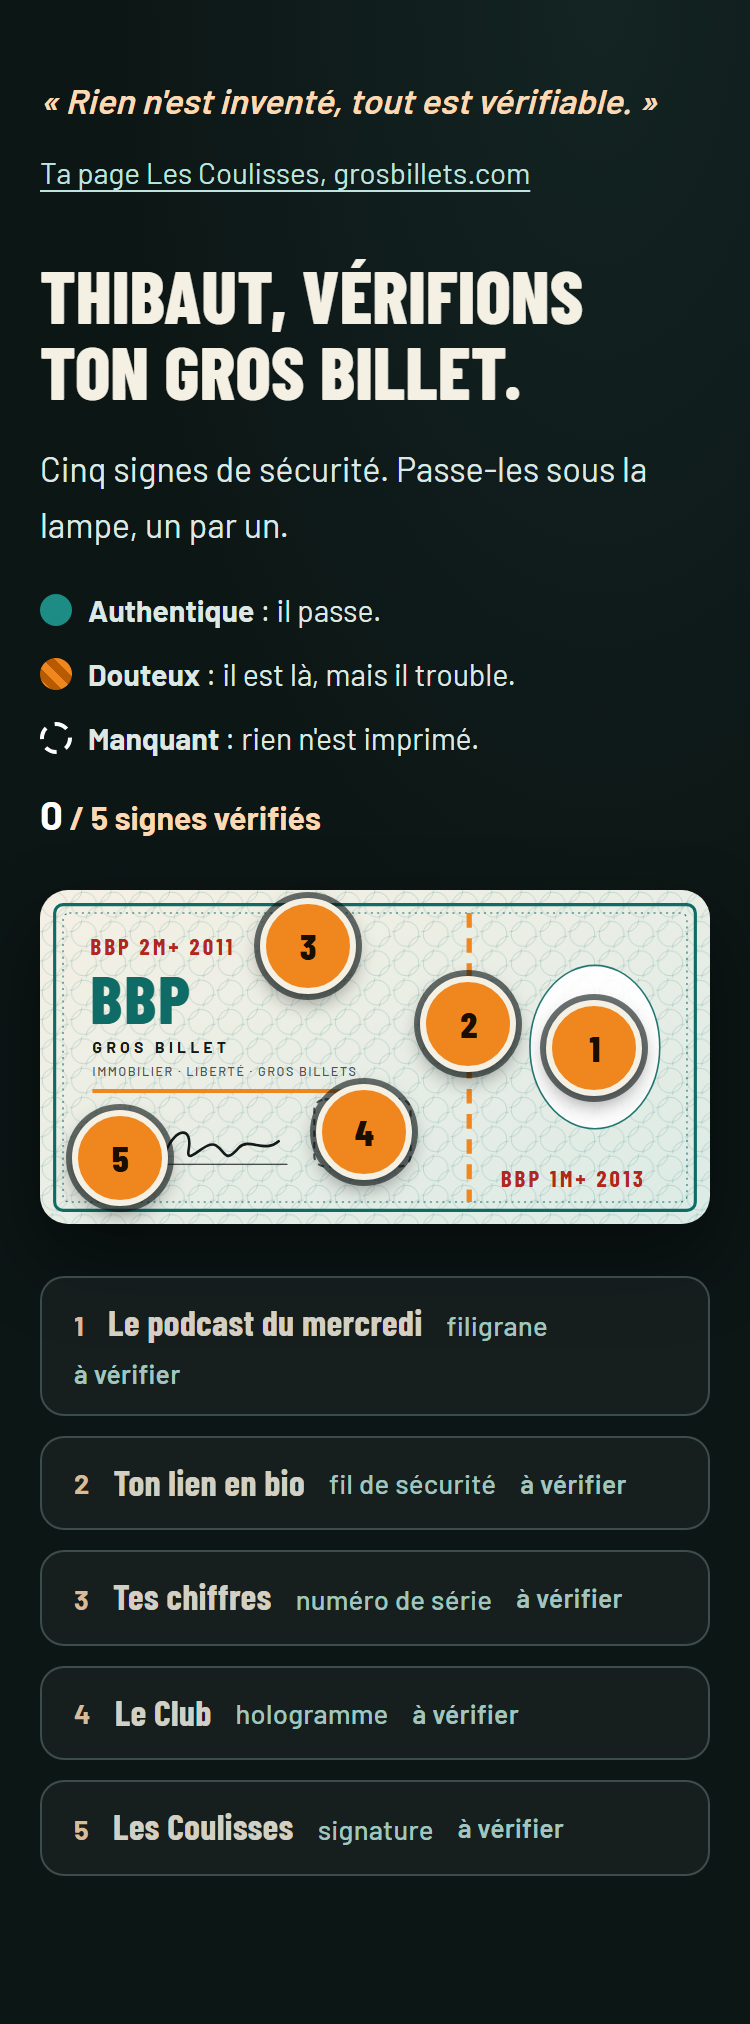 « Rien n'est inventé, tout est vérifiable. »
Ta page Les Coulisses, grosbillets.com
THIBAUT, VÉRIFIONS
TON GROS BILLET.
Cinq signes de sécurité. Passe-les sous la
lampe, un par un.
Authentique : il passe.
Douteux : il est là, mais il trouble.
Manquant : rien n'est imprimé.
0 / 5 signes vérifiés
BBP 2M+ 2011
3
BBP
2
1
GROS BILLET
IMMOBILIER · LIBERTÉ · GROS BILLETS
4
5
BBP 1M+ 2013
1 Le podcast du mercredi filigrane
à vérifier
2 Ton lien en bio fil de sécurité à vérifier
3 Tes chiffres numéro de série à vérifier
4 Le Club hologramme à vérifier
5 Les Coulisses signature à vérifier